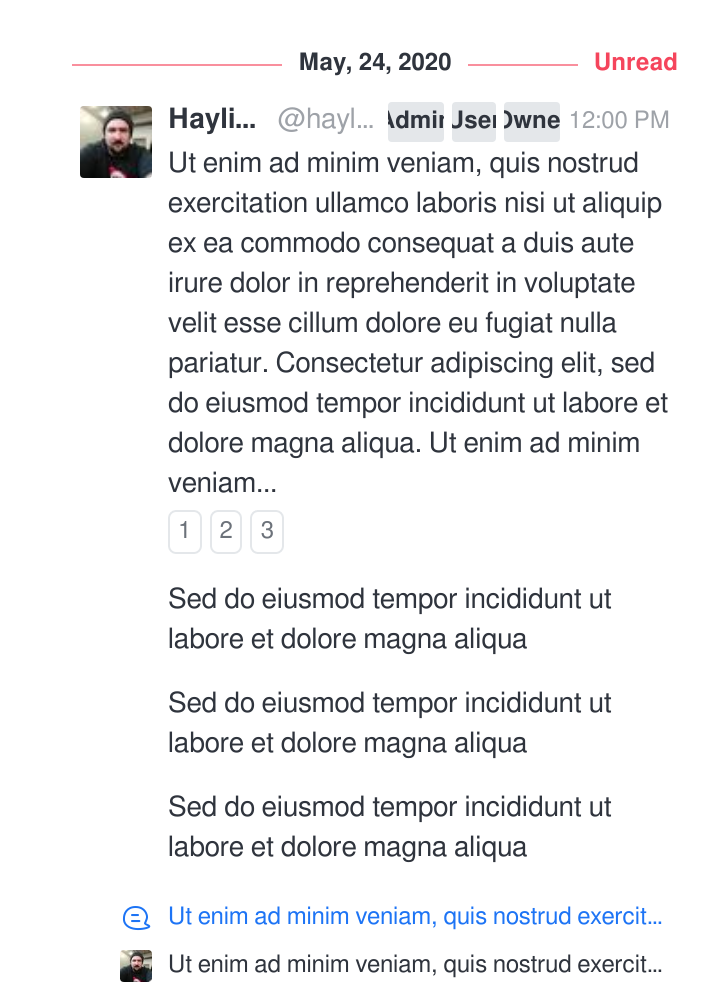 May, 24, 2020 Unread
Hayli... @hayl... Admin User Owne 12:00 PM
Ut enim ad minim veniam, quis nostrud
exercitation ullamco laboris nisi ut aliquip
ex ea commodo consequat a duis aute
irure dolor in reprehenderit in voluptate
velit esse cillum dolore eu fugiat nulla
pariatur. Consectetur adipiscing elit, sed
do eiusmod tempor incididunt ut labore et
dolore magna aliqua. Ut enim ad minim
veniam...
1 2 3
Sed do eiusmod tempor incididunt ut
labore et dolore magna aliqua
Sed do eiusmod tempor incididunt ut
labore et dolore magna aliqua
Sed do eiusmod tempor incididunt ut
labore et dolore magna aliqua
Ut enim ad minim veniam, quis nostrud exercit...
Ut enim ad minim veniam, quis nostrud exercit...